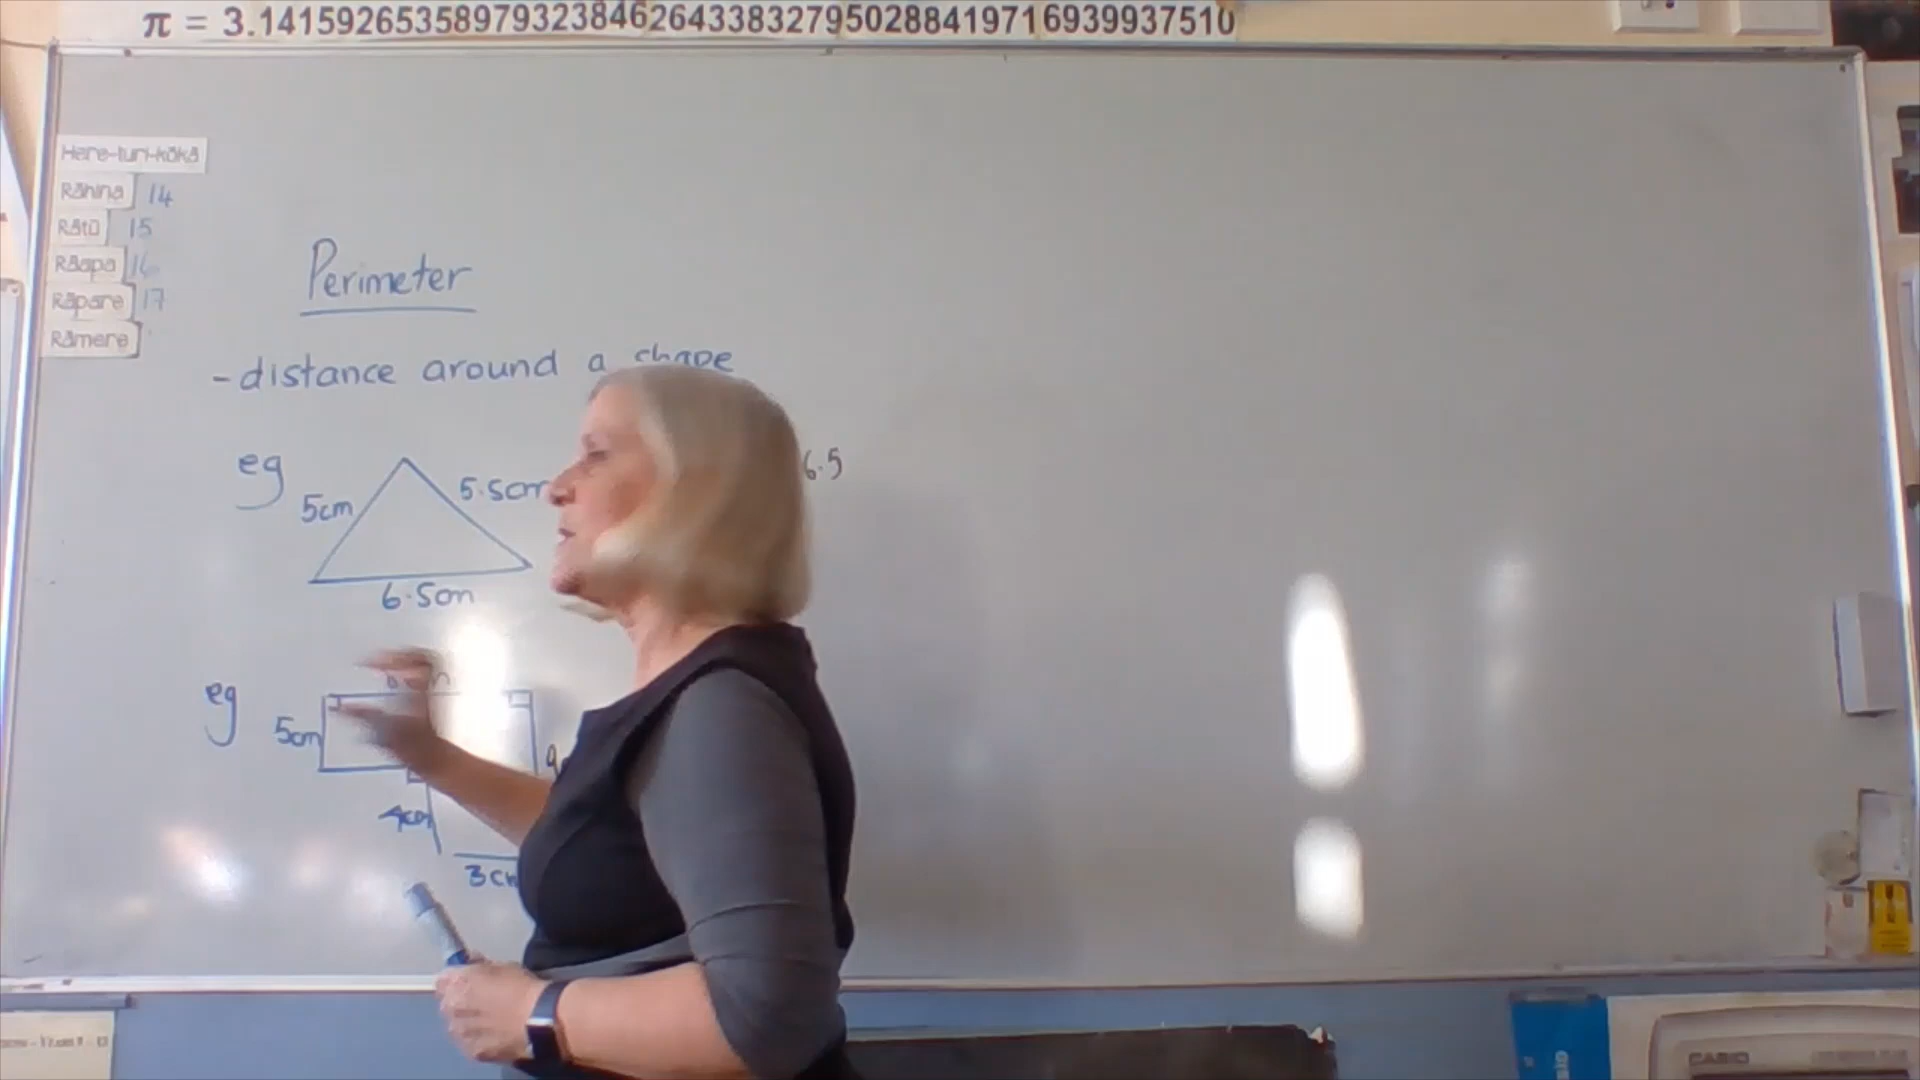 π = 3.14159265358979323846264338327950288419716939937510
Here-turi-kōkā
Rāhina 14
Rātū 15
Rāapa 16
Rāpare 17
Rāmere
Perimeter
- distance around a shape
eg
5cm
5.5cm
6.5
6.5cm
eg
5cm
4cm
3cm
CASIO